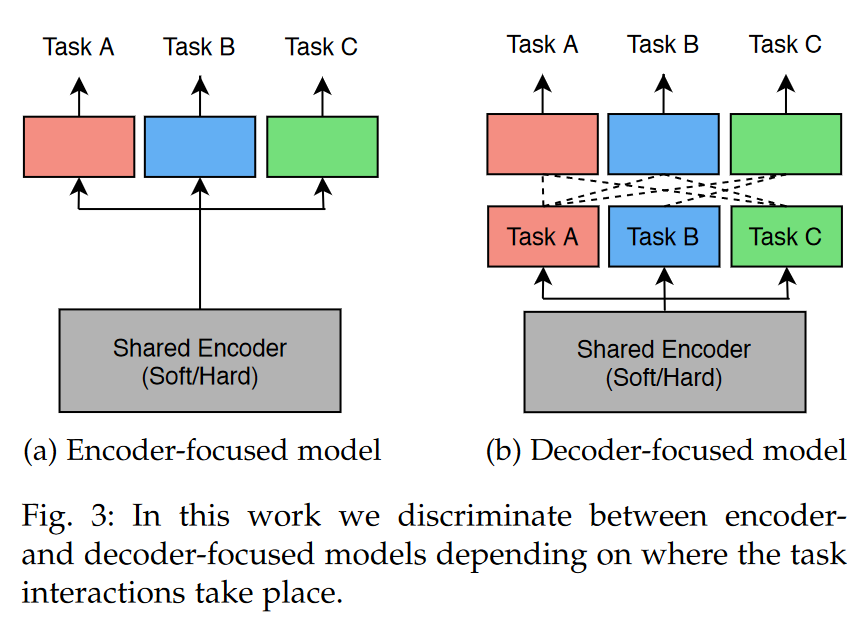 Task A Task B Task C
Shared Encoder
(Soft/Hard)
(a) Encoder-focused model
Task A Task B Task C
Task A Task B Task C
Shared Encoder
(Soft/Hard)
(b) Decoder-focused model
Fig. 3: In this work we discriminate between encoder-
and decoder-focused models depending on where the task
interactions take place.